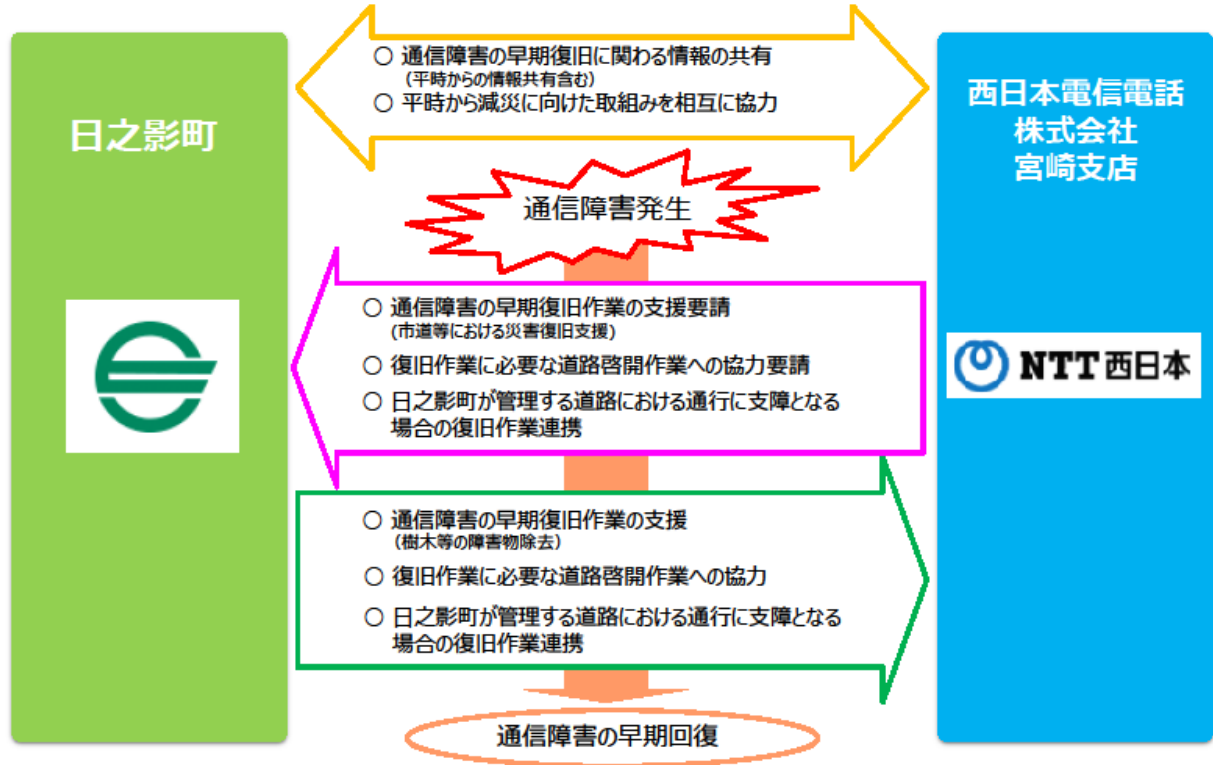 日之影町
○ 通信障害の早期復旧に関わる情報の共有
(平時からの情報共有含む)
○ 平時から減災に向けた取組みを相互に協力
西日本電信電話
株式会社
宮崎支店
通信障害発生
○ 通信障害の早期復旧作業の支援要請
(市道等における災害復旧支援)
○ 復旧作業に必要な道路啓開作業への協力要請
○ 日之影町が管理する道路における通行に支障となる
場合の復旧作業連携
NTT西日本
○ 通信障害の早期復旧作業の支援
(樹木等の障害物除去)
○ 復旧作業に必要な道路啓開作業への協力
○ 日之影町が管理する道路における通行に支障となる
場合の復旧作業連携
通信障害の早期回復